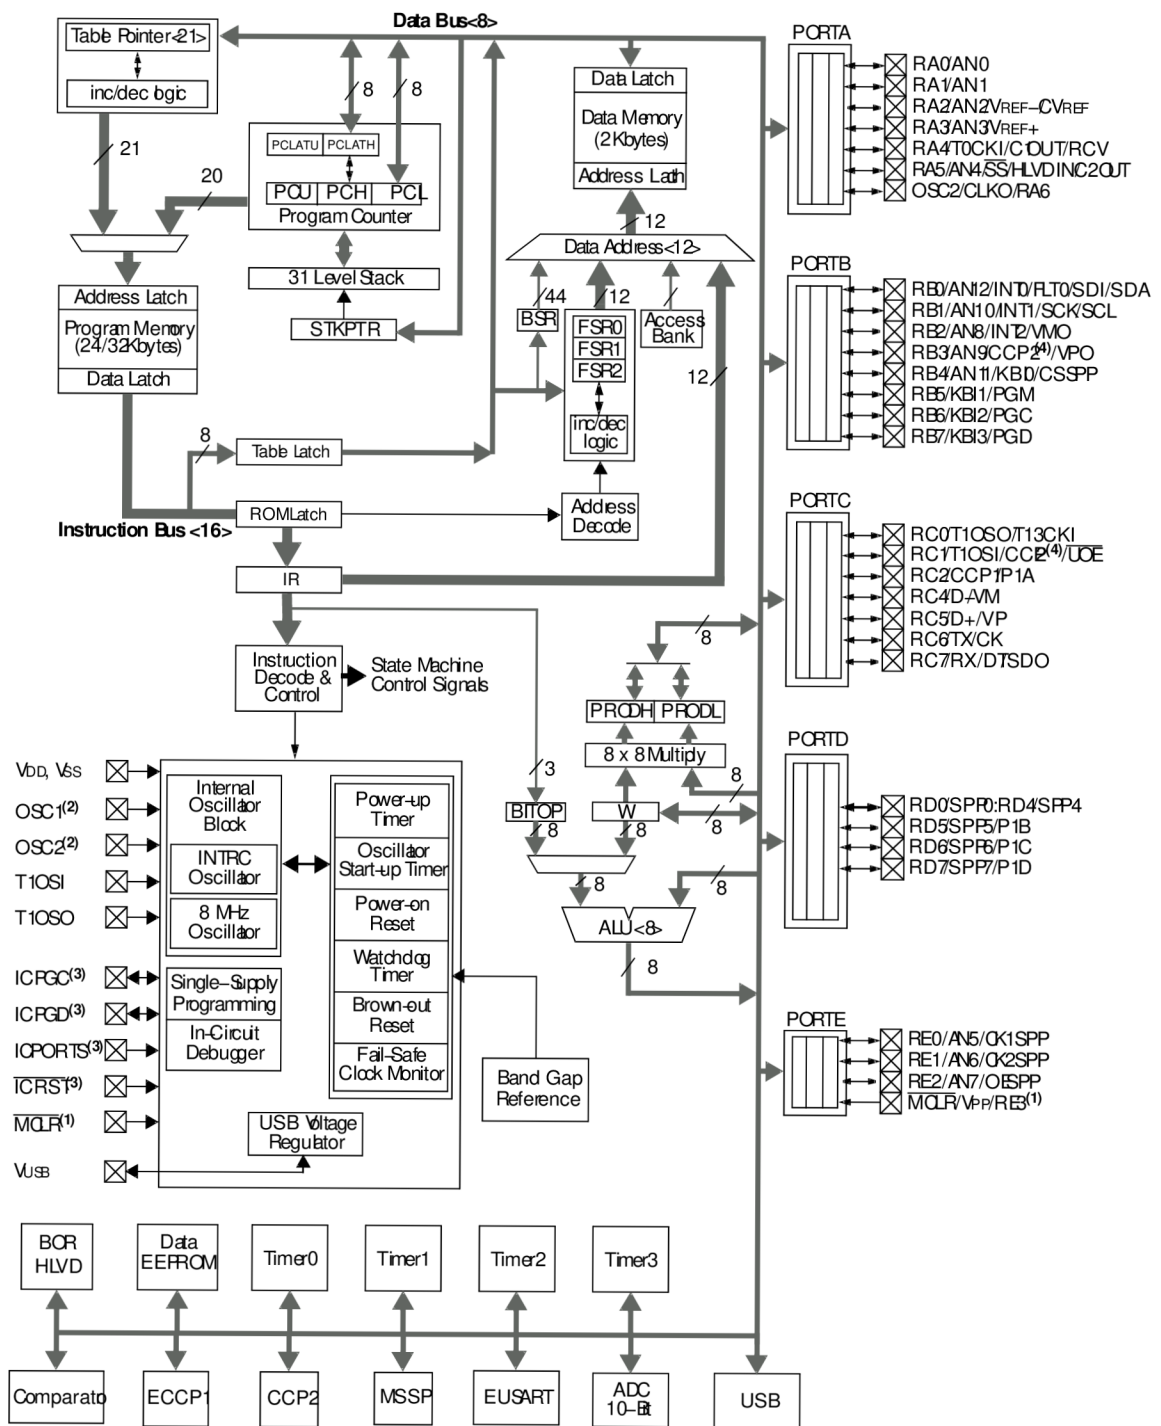 Data Bus<8>
Table Pointer<21>
inc/dec logic
21
20
8
8
PCLATU
PCLATH
PCU
PCH
PCL
Program Counter
31 Level Stack
STKPTR
Data Latch
Data Memory
(2 Kbytes)
Address Latch
12
Data Address<12>
44
12
BSR
FSR0
FSR1
FSR2
Access
Bank
12
inc/dec
logic
Address Latch
Program Memory
(24/32 Kbytes)
Data Latch
8
Table Latch
Instruction Bus <16>
ROM Latch
Address
Decode
IR
Instruction
Decode &
Control
State Machine
Control Signals
8
PRODH
PRODL
8 x 8 Multiply
3
8
BITOP
W
8
8
8
8
8
ALU<8>
8
VDD, VSS
OSC1(2)
OSC2(2)
T1OSI
T1OSO
ICPGC(3)
ICPGD(3)
ICPORTS(3)
ICRST(3)
MCLR(1)
VUSB
Internal
Oscillator
Block
INTRC
Oscillator
8 MHz
Oscillator
Single-Supply
Programming
In-Circuit
Debugger
Power-up
Timer
Oscillator
Start-up Timer
Power-on
Reset
Watchdog
Timer
Brown-out
Reset
Fail-Safe
Clock Monitor
USB Voltage
Regulator
Band Gap
Reference
PORTA
RA0/AN0
RA1/AN1
RA2/AN2/VREF-/CVREF
RA3/AN3/VREF+
RA4/T0CKI/C1OUT/RCV
RA5/AN4/SS/HLVDIN/C2OUT
OSC2/CLKO/RA6
PORTB
RB0/AN12/INT0/FLT0/SDI/SDA
RB1/AN10/INT1/SCK/SCL
RB2/AN8/INT2/VMO
RB3/AN9/CCP2(4)/VPO
RB4/AN11/KBI0/CSSPP
RB5/KBI1/PGM
RB6/KBI2/PGC
RB7/KBI3/PGD
PORTC
RC0/T1OSO/T13CKI
RC1/T1OSI/CCP2(4)/UOE
RC2/CCP1/P1A
RC4/D-/VM
RC5/D+/VP
RC6/TX/CK
RC7/RX/DT/SDO
PORTD
RD0/SPP0:RD4/SPP4
RD5/SPP5/P1B
RD6/SPP6/P1C
RD7/SPP7/P1D
PORTE
RE0/AN5/CK1SPP
RE1/AN6/CK2SPP
RE2/AN7/OESPP
MCLR/VPP/RE3(1)
BOR
HLVD
Data
EEPROM
Timer0
Timer1
Timer2
Timer3
Comparato
ECCP1
CCP2
MSSP
EUSART
ADC
10-Bit
USB